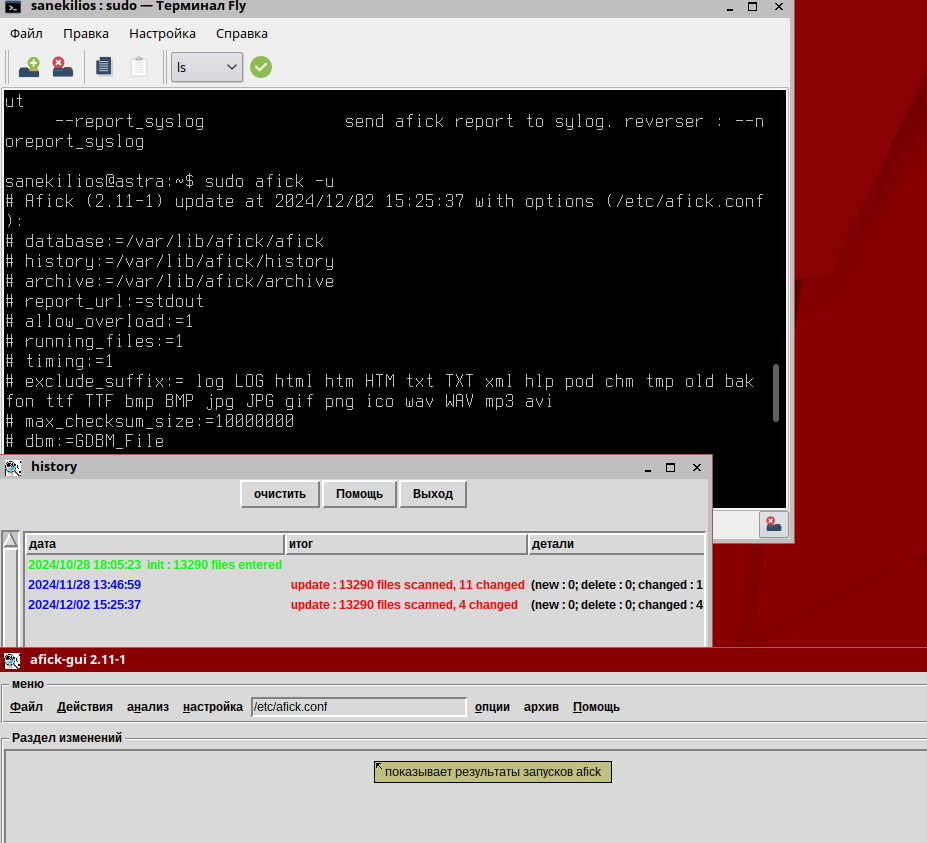 sanekilios : sudo — Терминал Fly
Файл Правка Настройка Справка
ls
ut
--report_syslog send afick report to sylog. reverser : --n
oreport_syslog
sanekilios@astra:~$ sudo afick -u
# Afick (2.11-1) update at 2024/12/02 15:25:37 with options (/etc/afick.conf
):
# database:=/var/lib/afick/afick
# history:=/var/lib/afick/history
# archive:=/var/lib/afick/archive
# report_url:=stdout
# allow_overload:=1
# running_files:=1
# timing:=1
# exclude_suffix:= log LOG html htm HTM txt TXT xml hlp pod chm tmp old bak
fon ttf TTF bmp BMP jpg JPG gif png ico wav WAV mp3 avi
# max_checksum_size:=10000000
# dbm:=GDBM_File
history
очистить Помощь Выход
дата итог детали
2024/10/28 18:05:23 init : 13290 files entered
2024/11/28 13:46:59 update : 13290 files scanned, 11 changed (new : 0; delete : 0; changed : 1
2024/12/02 15:25:37 update : 13290 files scanned, 4 changed (new : 0; delete : 0; changed : 4
afick-gui 2.11-1
меню
Файл Действия анализ настройка /etc/afick.conf опции архив Помощь
Раздел изменений
показывает результаты запусков afick